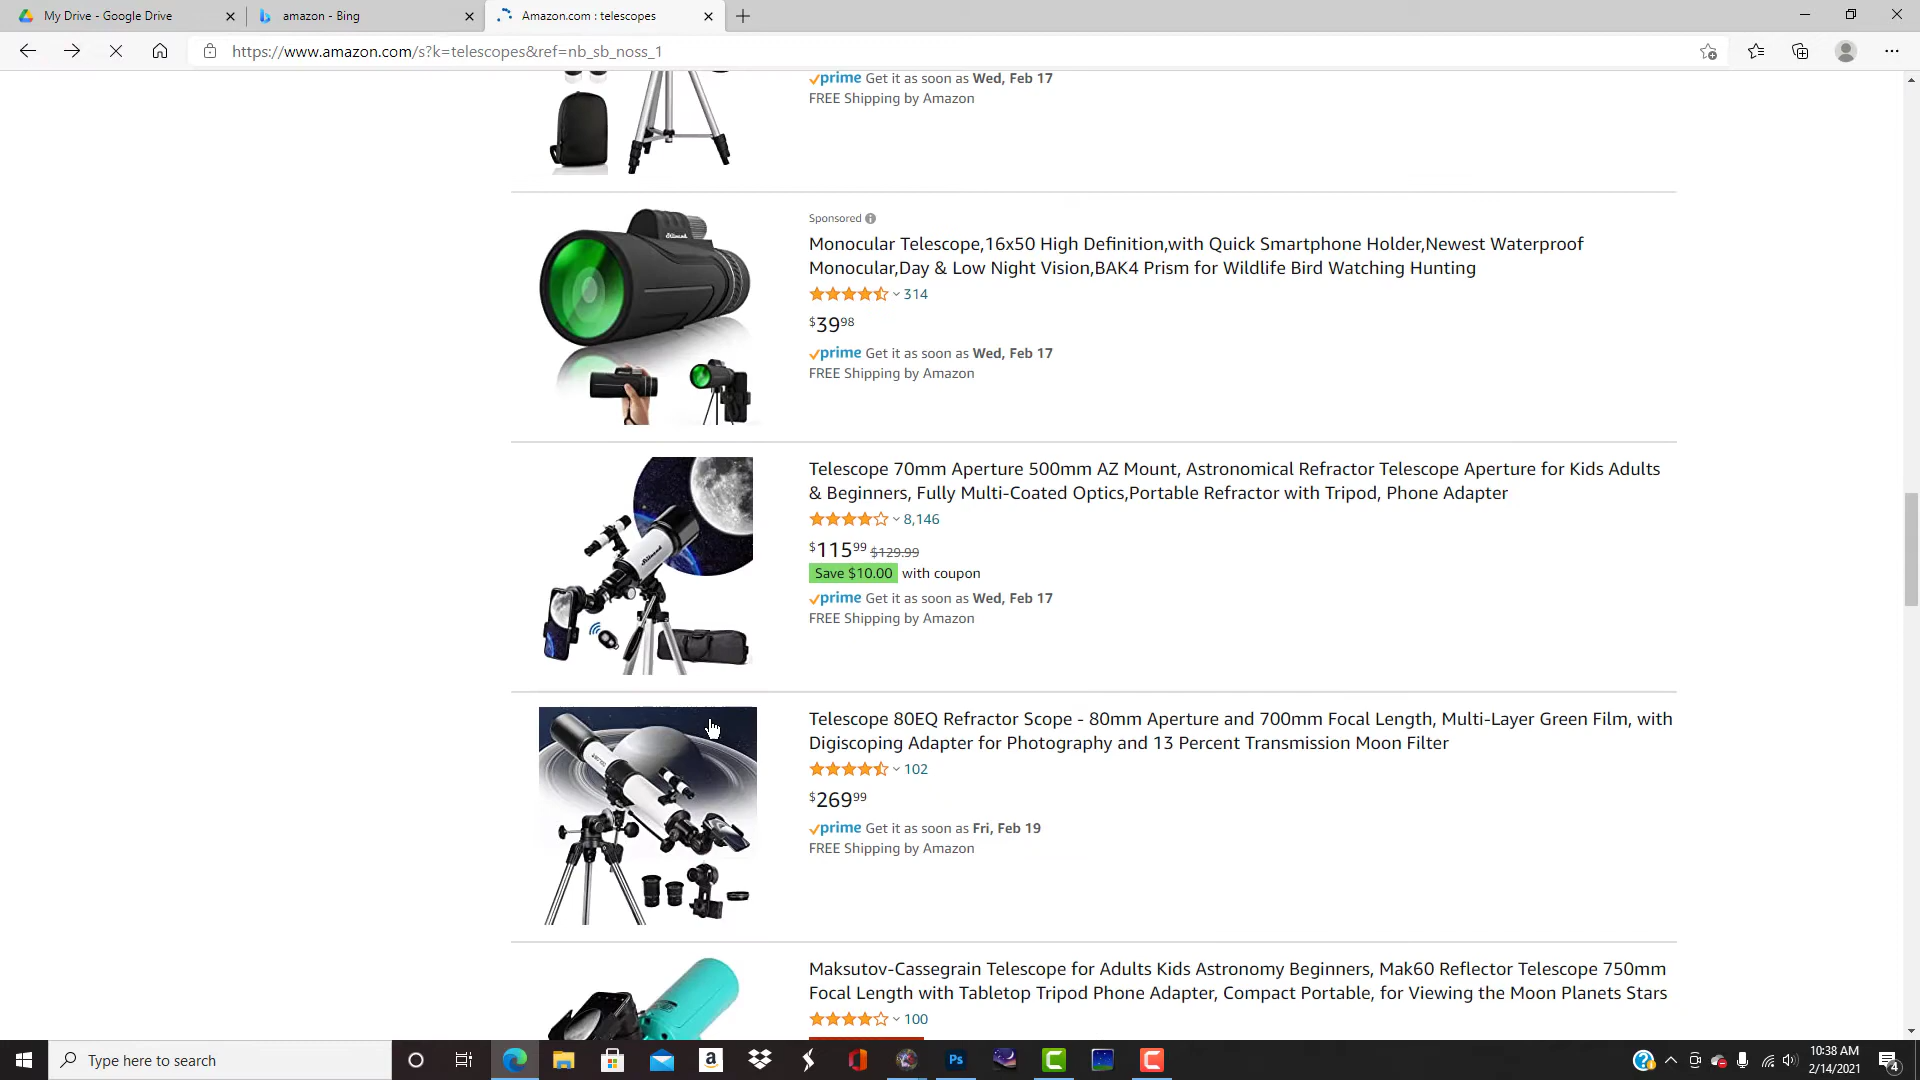 My Drive - Google Drive
amazon - Bing
Amazon.com : telescopes
https://www.amazon.com/s?k=telescopes&ref=nb_sb_noss_1
prime Get it as soon as Wed, Feb 17
FREE Shipping by Amazon
Sponsored
Monocular Telescope,16x50 High Definition,with Quick Smartphone Holder,Newest Waterproof
Monocular,Day & Low Night Vision,BAK4 Prism for Wildlife Bird Watching Hunting
314
$39 98
prime Get it as soon as Wed, Feb 17
FREE Shipping by Amazon
Telescope 70mm Aperture 500mm AZ Mount, Astronomical Refractor Telescope Aperture for Kids Adults
& Beginners, Fully Multi-Coated Optics,Portable Refractor with Tripod, Phone Adapter
8,146
$115 99 $129.99
Save $10.00 with coupon
prime Get it as soon as Wed, Feb 17
FREE Shipping by Amazon
Telescope 80EQ Refractor Scope - 80mm Aperture and 700mm Focal Length, Multi-Layer Green Film, with
Digiscoping Adapter for Photography and 13 Percent Transmission Moon Filter
102
$269 99
prime Get it as soon as Fri, Feb 19
FREE Shipping by Amazon
Maksutov-Cassegrain Telescope for Adults Kids Astronomy Beginners, Mak60 Reflector Telescope 750mm
Focal Length with Tabletop Tripod Phone Adapter, Compact Portable, for Viewing the Moon Planets Stars
100
Type here to search
Ps
10:38 AM
2/14/2021
4